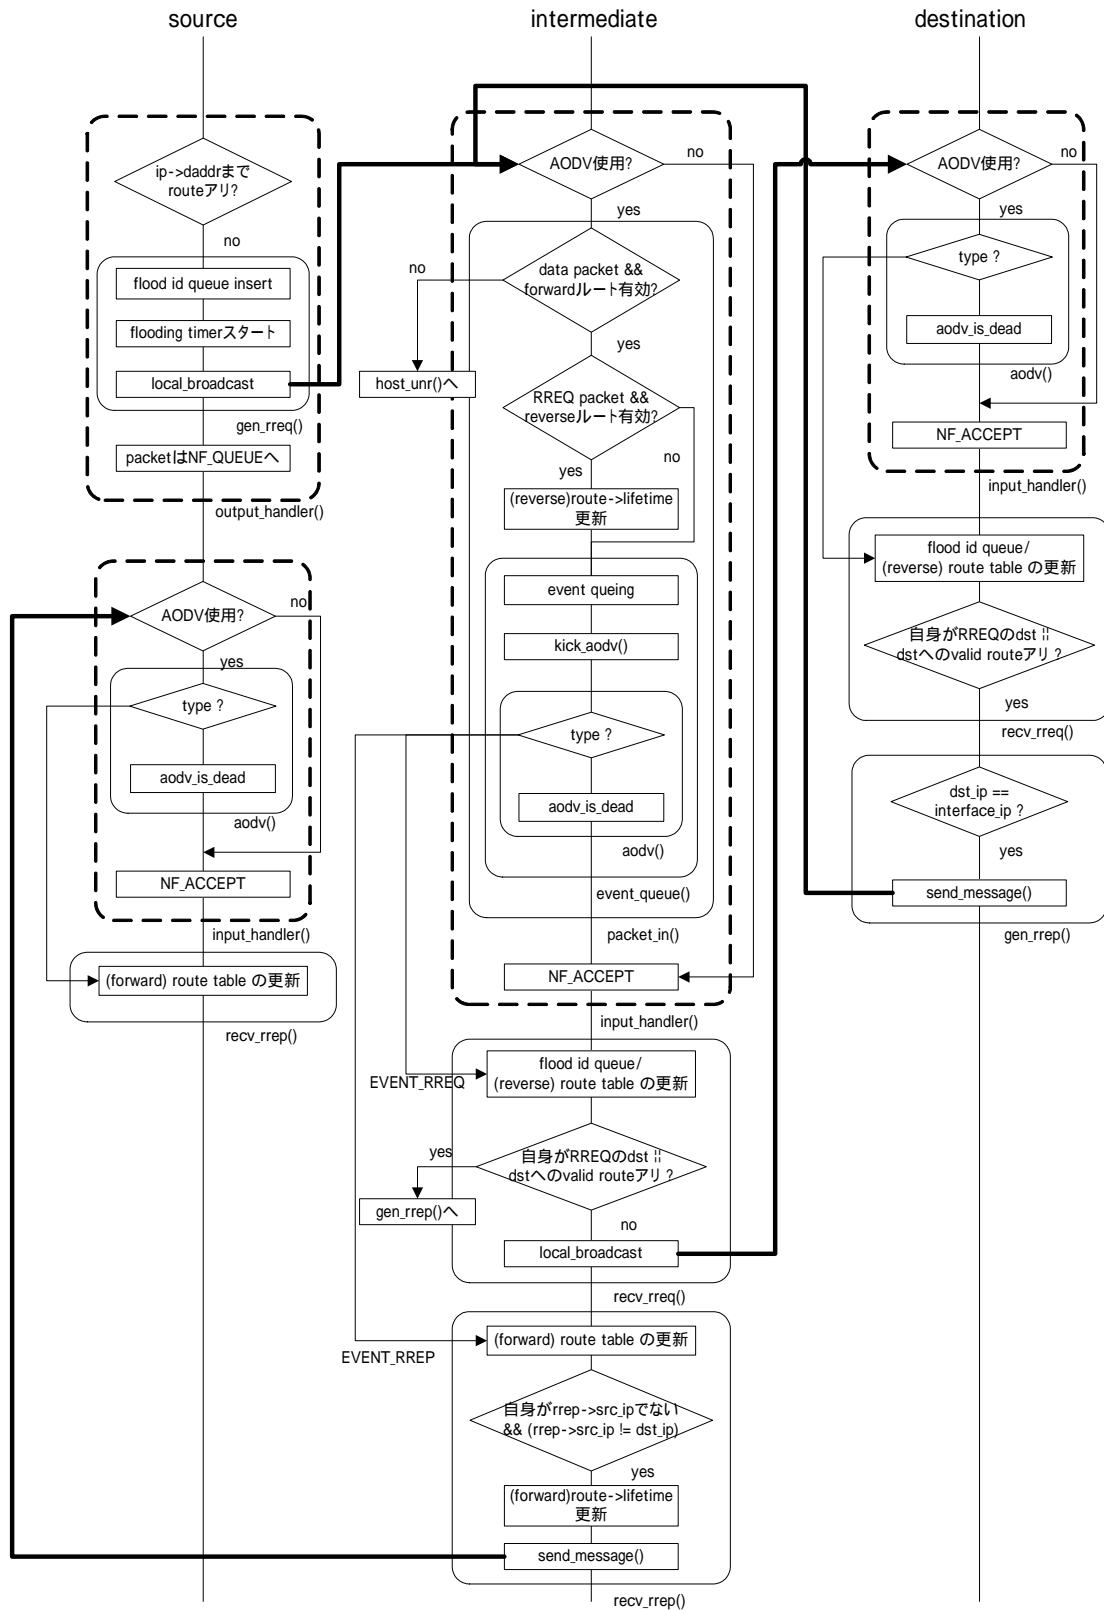 source
intermediate
destination
ip->daddrまで
routeアリ?
no
flood id queue insert
flooding timerスタート
local_broadcast
gen_rreq()
packetはNF_QUEUEへ
output_handler()
AODV使用?
no
yes
type ?
aodv_is_dead
aodv()
NF_ACCEPT
input_handler()
(forward) route table の更新
recv_rrep()
AODV使用?
no
yes
data packet &&
forwardルート有効?
no
yes
host_unr()へ
RREQ packet &&
reverseルート有効?
no
yes
(reverse)route->lifetime
更新
event queing
kick_aodv()
type ?
aodv_is_dead
aodv()
event_queue()
packet_in()
NF_ACCEPT
input_handler()
EVENT_RREQ
flood id queue/
(reverse) route table の更新
yes
自身がRREQのdst ||
dstへのvalid routeアリ ?
gen_rrep()へ
no
local_broadcast
recv_rreq()
EVENT_RREP
(forward) route table の更新
自身がrrep->src_ipでない
&& (rrep->src_ip != dst_ip)
yes
(forward)route->lifetime
更新
send_message()
recv_rrep()
AODV使用?
no
yes
type ?
aodv_is_dead
aodv()
NF_ACCEPT
input_handler()
flood id queue/
(reverse) route table の更新
自身がRREQのdst ||
dstへのvalid routeアリ ?
yes
recv_rreq()
dst_ip ==
interface_ip ?
yes
send_message()
gen_rrep()